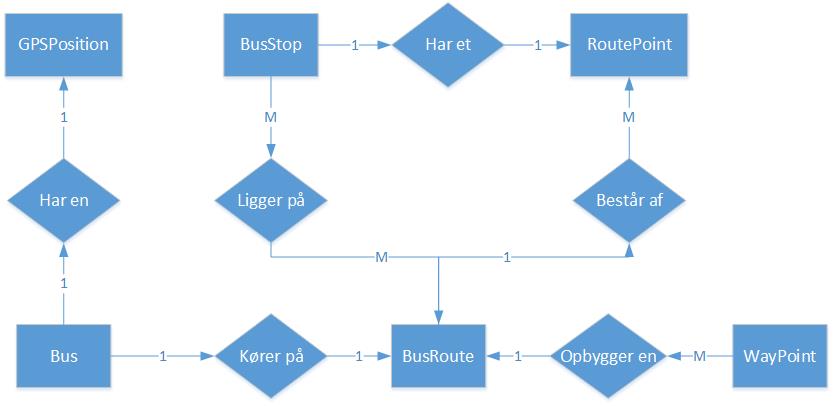 GPSPosition
BusStop
1
Har et
1
RoutePoint
1
M
M
Har en
Ligger på
Består af
M
1
1
Bus
1
Kører på
1
BusRoute
1
Opbygger en
M
WayPoint